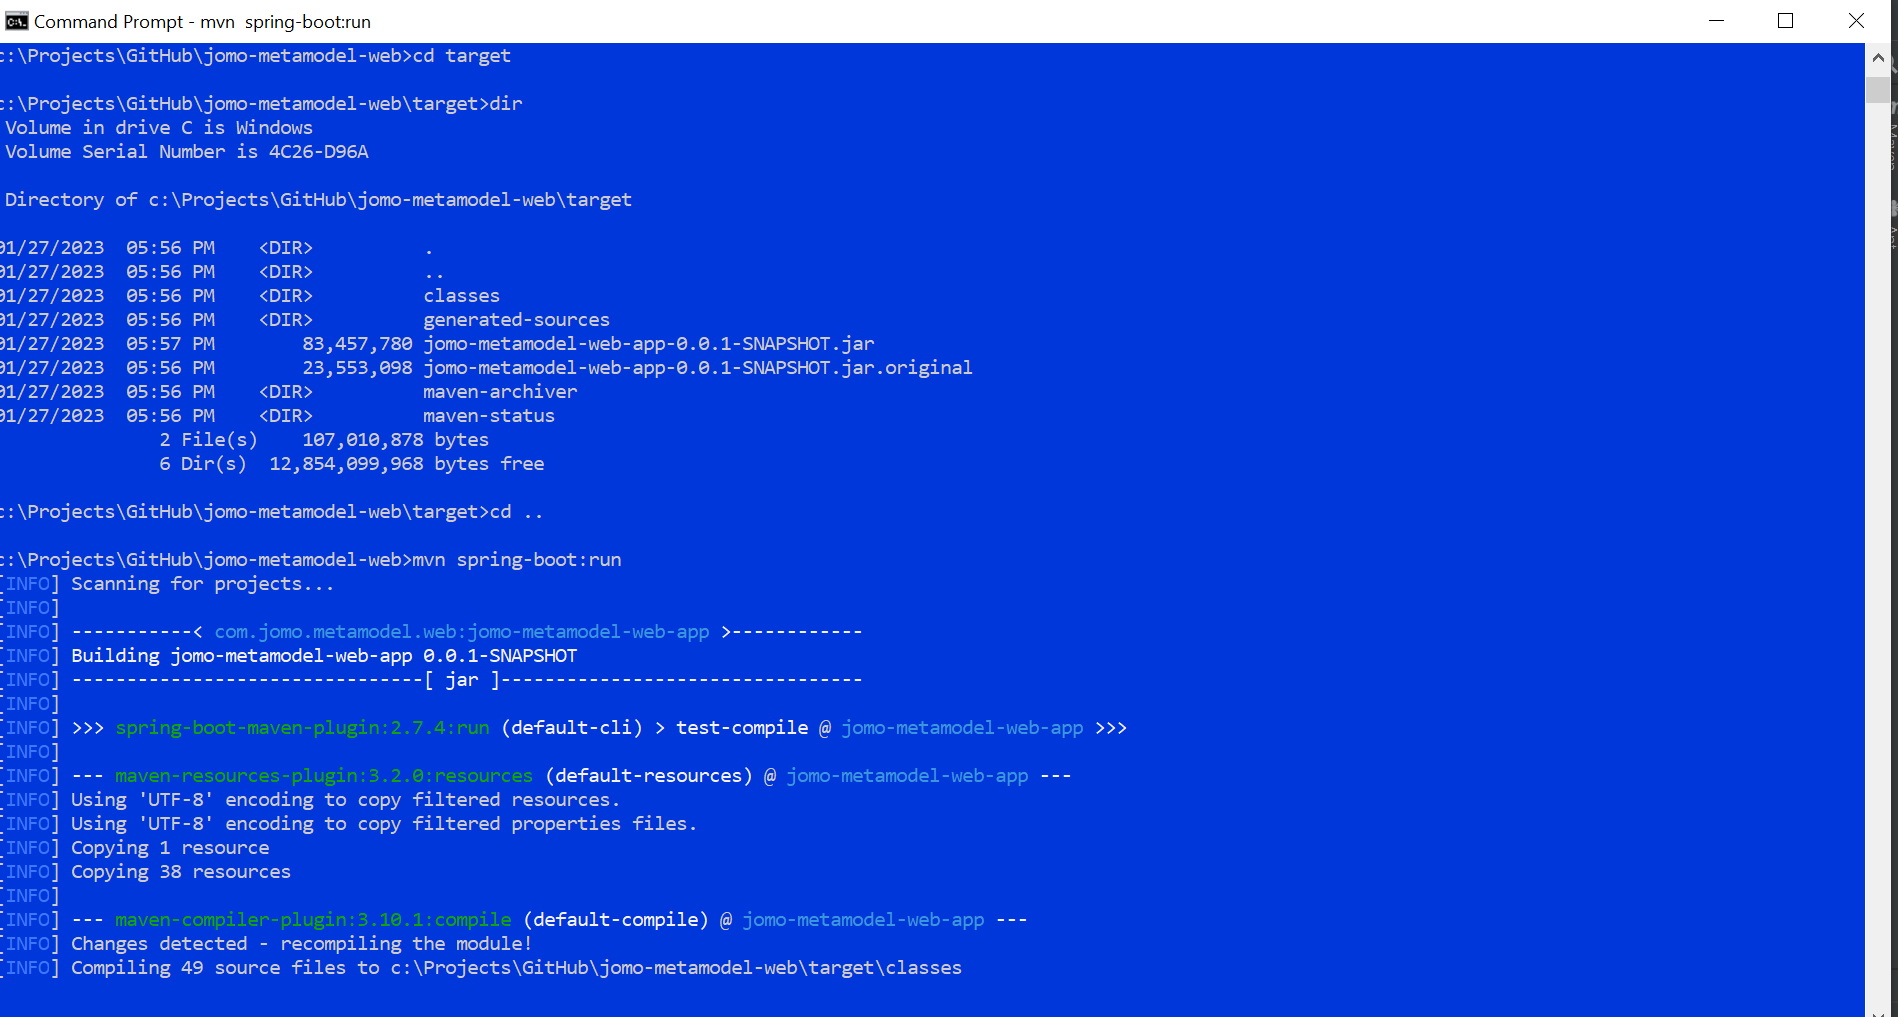 Command Prompt - mvn  spring-boot:run
c:\Projects\GitHub\jomo-metamodel-web>cd target
c:\Projects\GitHub\jomo-metamodel-web\target>dir
 Volume in drive C is Windows
 Volume Serial Number is 4C26-D96A
 Directory of c:\Projects\GitHub\jomo-metamodel-web\target
01/27/2023  05:56 PM    <DIR>          .
01/27/2023  05:56 PM    <DIR>          ..
01/27/2023  05:56 PM    <DIR>          classes
01/27/2023  05:56 PM    <DIR>          generated-sources
01/27/2023  05:57 PM        83,457,780 jomo-metamodel-web-app-0.0.1-SNAPSHOT.jar
01/27/2023  05:56 PM        23,553,098 jomo-metamodel-web-app-0.0.1-SNAPSHOT.jar.original
01/27/2023  05:56 PM    <DIR>          maven-archiver
01/27/2023  05:56 PM    <DIR>          maven-status
               2 File(s)    107,010,878 bytes
               6 Dir(s)  12,854,099,968 bytes free
c:\Projects\GitHub\jomo-metamodel-web\target>cd ..
c:\Projects\GitHub\jomo-metamodel-web>mvn spring-boot:run
[INFO] Scanning for projects...
[INFO]
[INFO] -----------< com.jomo.metamodel.web:jomo-metamodel-web-app >------------
[INFO] Building jomo-metamodel-web-app 0.0.1-SNAPSHOT
[INFO] --------------------------------[ jar ]---------------------------------
[INFO]
[INFO] >>> spring-boot-maven-plugin:2.7.4:run (default-cli) > test-compile @ jomo-metamodel-web-app >>>
[INFO]
[INFO] --- maven-resources-plugin:3.2.0:resources (default-resources) @ jomo-metamodel-web-app ---
[INFO] Using 'UTF-8' encoding to copy filtered resources.
[INFO] Using 'UTF-8' encoding to copy filtered properties files.
[INFO] Copying 1 resource
[INFO] Copying 38 resources
[INFO]
[INFO] --- maven-compiler-plugin:3.10.1:compile (default-compile) @ jomo-metamodel-web-app ---
[INFO] Changes detected - recompiling the module!
[INFO] Compiling 49 source files to c:\Projects\GitHub\jomo-metamodel-web\target\classes